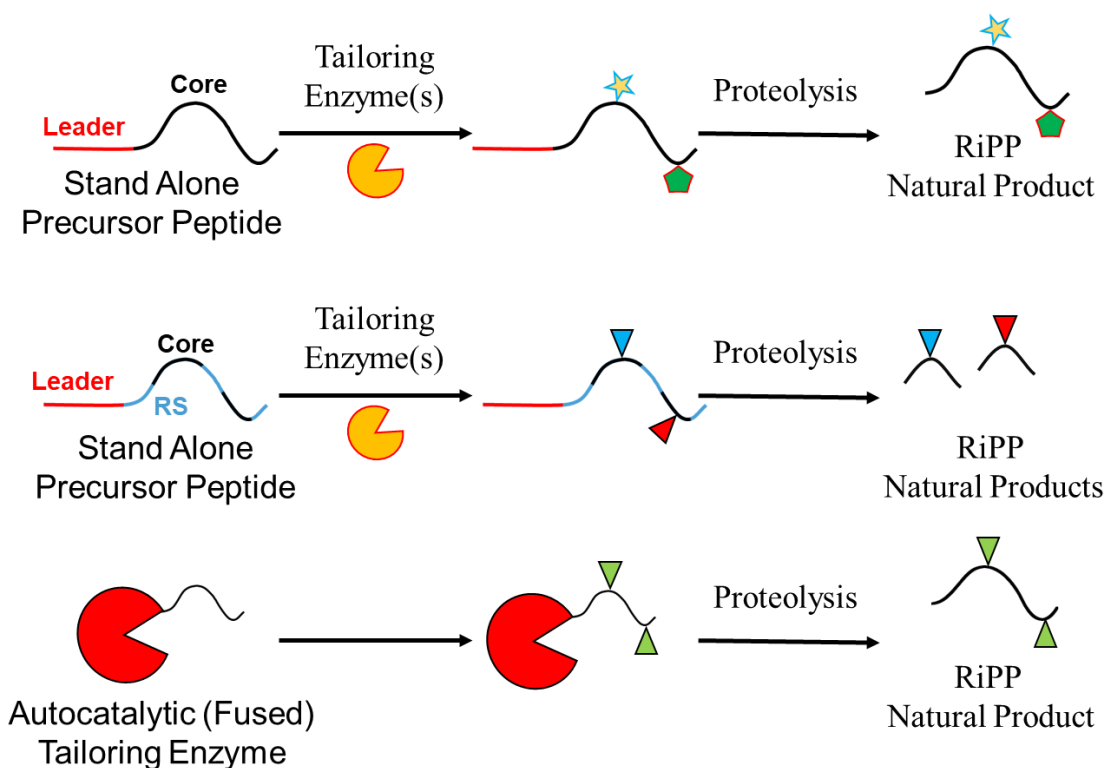 Core
Leader
Stand Alone
Precursor Peptide
Tailoring
Enzyme(s)
Proteolysis
RiPP
Natural Product
Core
Leader
RS
Stand Alone
Precursor Peptide
Tailoring
Enzyme(s)
Proteolysis
RiPP
Natural Products
Autocatalytic (Fused)
Tailoring Enzyme
Proteolysis
RiPP
Natural Product